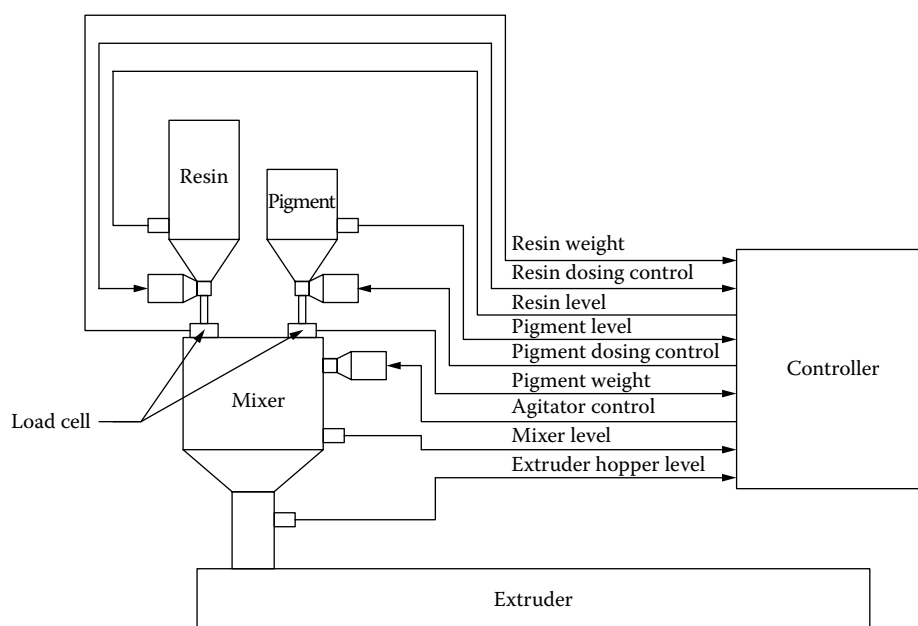 Resin
Pigment
Resin weight
Resin dosing control
Resin level
Pigment level
Pigment dosing control
Pigment weight
Agitator control
Mixer level
Extruder hopper level
Controller
Mixer
Load cell
Extruder